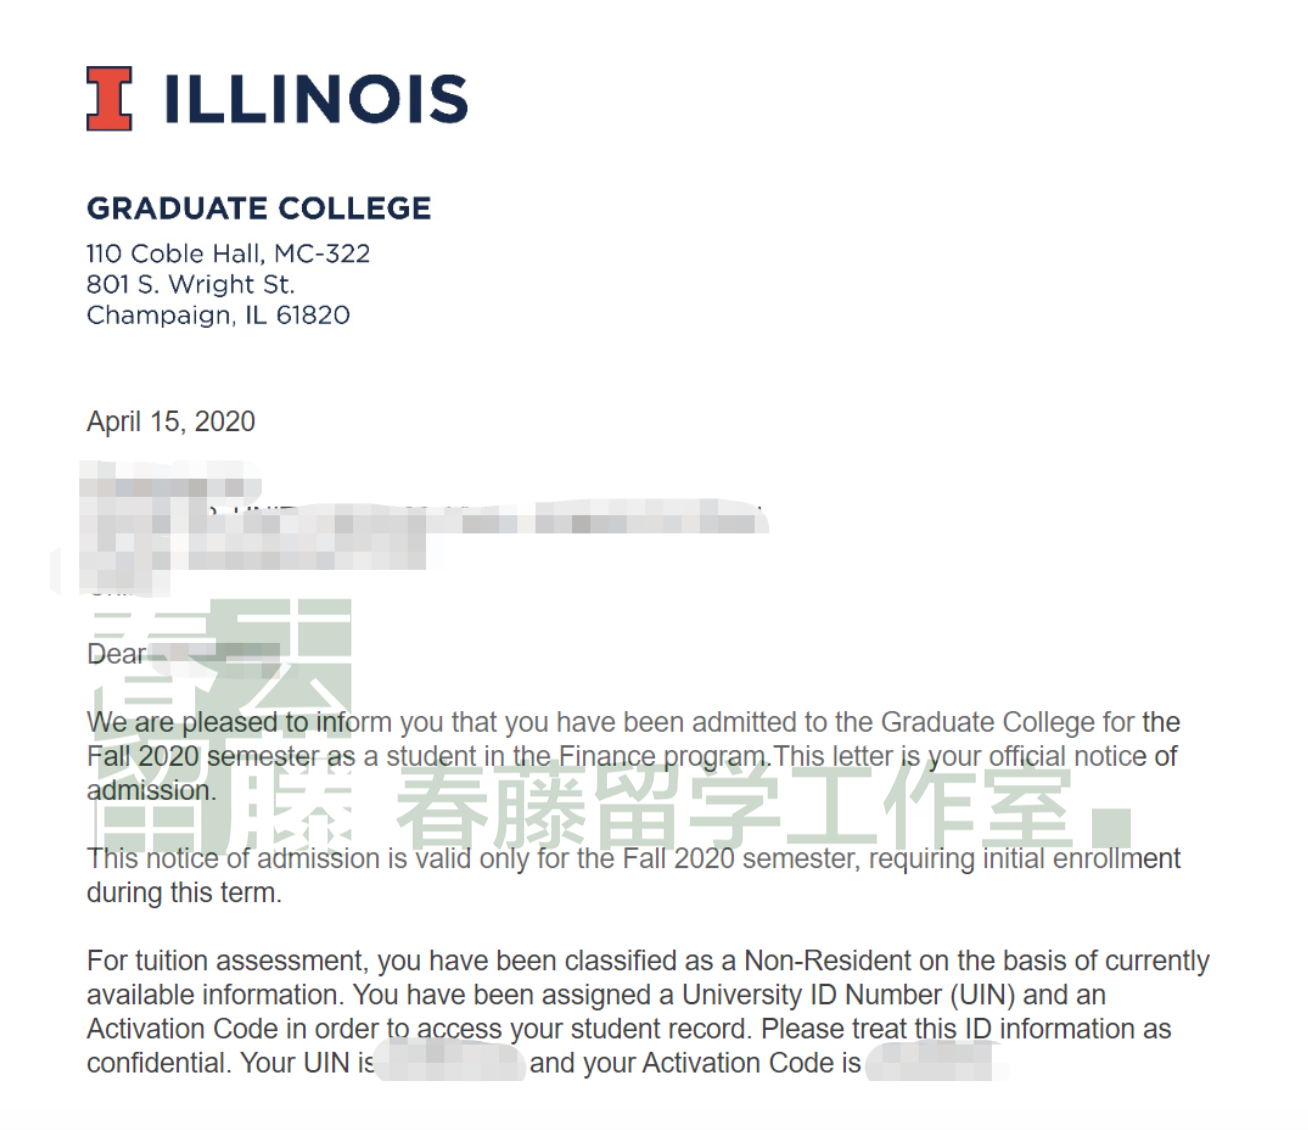 I ILLINOIS
GRADUATE COLLEGE
110 Coble Hall, MC-322
801 S. Wright St.
Champaign, IL 61820
April 15, 2020
Dear
春藤
留学
We are pleased to inform you that you have been admitted to the Graduate College for the
Fall 2020 semester as a student in the Finance program.This letter is your official notice of
admission.
春藤留学工作室
This notice of admission is valid only for the Fall 2020 semester, requiring initial enrollment
during this term.
For tuition assessment, you have been classified as a Non-Resident on the basis of currently
available information. You have been assigned a University ID Number (UIN) and an
Activation Code in order to access your student record. Please treat this ID information as
confidential. Your UIN is and your Activation Code is